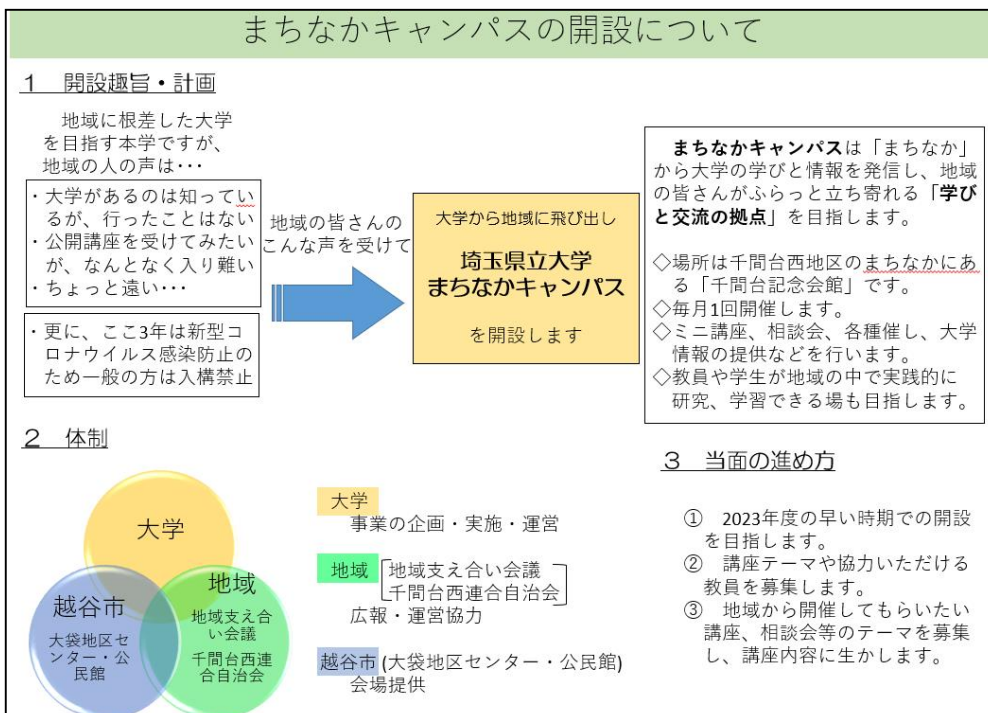 まちなかキャンパスの開設について
1 開設趣旨・計画
地域に根差した大学
を目指す本学ですが、
地域の人の声は・・・
・大学があるのは知ってい
るが、行ったことはない
・公開講座を受けてみたい
が、なんとなく入り難い
・ちょっと遠い・・・
・更に、ここ3年は新型コ
ロナウイルス感染防止の
ため一般の方は入構禁止
地域の皆さんの
こんな声を受けて
大学から地域に飛び出し
埼玉県立大学
まちなかキャンパス
を開設します
まちなかキャンパスは「まちなか」
から大学の学びと情報を発信し、地域
の皆さんがふらっと立ち寄れる「学び
と交流の拠点」を目指します。
◇場所は千間台西地区のまちなかにあ
る「千間台記念会館」です。
◇毎月1回開催します。
◇ミニ講座、相談会、各種催し、大学
情報の提供などを行います。
◇教員や学生が地域の中で実践的に
研究、学習できる場も目指します。
2 体制
大学
越谷市
大袋地区セ
ンター・公
民館
地域
地域支え合
い会議
千間台西連
合自治会
大学
事業の企画・実施・運営
地域 地域支え合い会議
千間台西連合自治会
広報・運営協力
越谷市(大袋地区センター・公民館)
会場提供
3 当面の進め方
① 2023年度の早い時期での開設
を目指します。
② 講座テーマや協力いただける
教員を募集します。
③ 地域から開催してもらいたい
講座、相談会等のテーマを募集
し、講座内容に生かします。